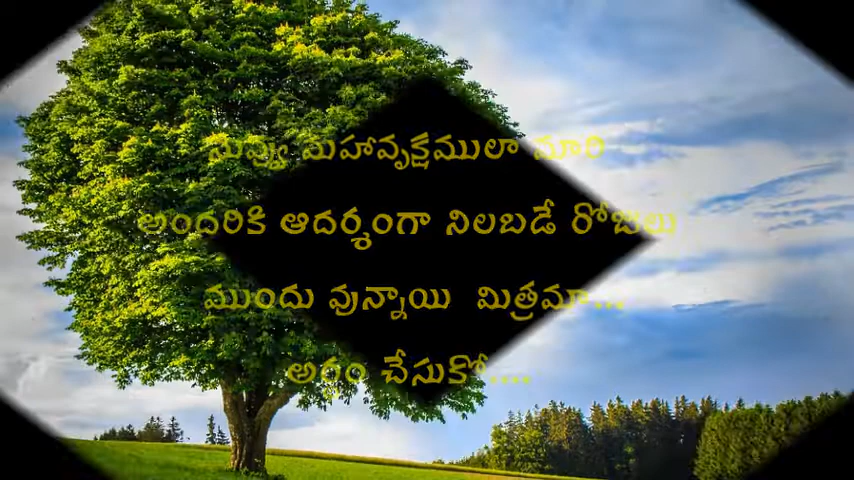 నువ్వు మహావృక్షములా మారి
అందరికి ఆదర్శంగా నిలబడే రోజులు
ముందు వున్నాయి మిత్రమా...
అర్థం చేసుకో....